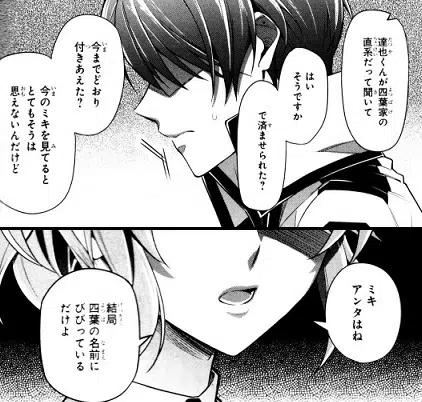 達也くんが四葉家の
直系だって聞いて
はい
そうですか
で済ませられた?
今までどおり
付きあえた?
今のミキを見てると
とてもそうは
思えないんだけど
ミキ
アンタはね
結局
四葉の名前に
びびっている
だけよ